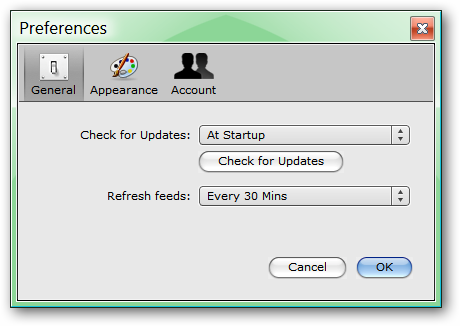 Preferences
General Appearance Account
Check for Updates: At Startup
Check for Updates
Refresh feeds: Every 30 Mins
Cancel OK